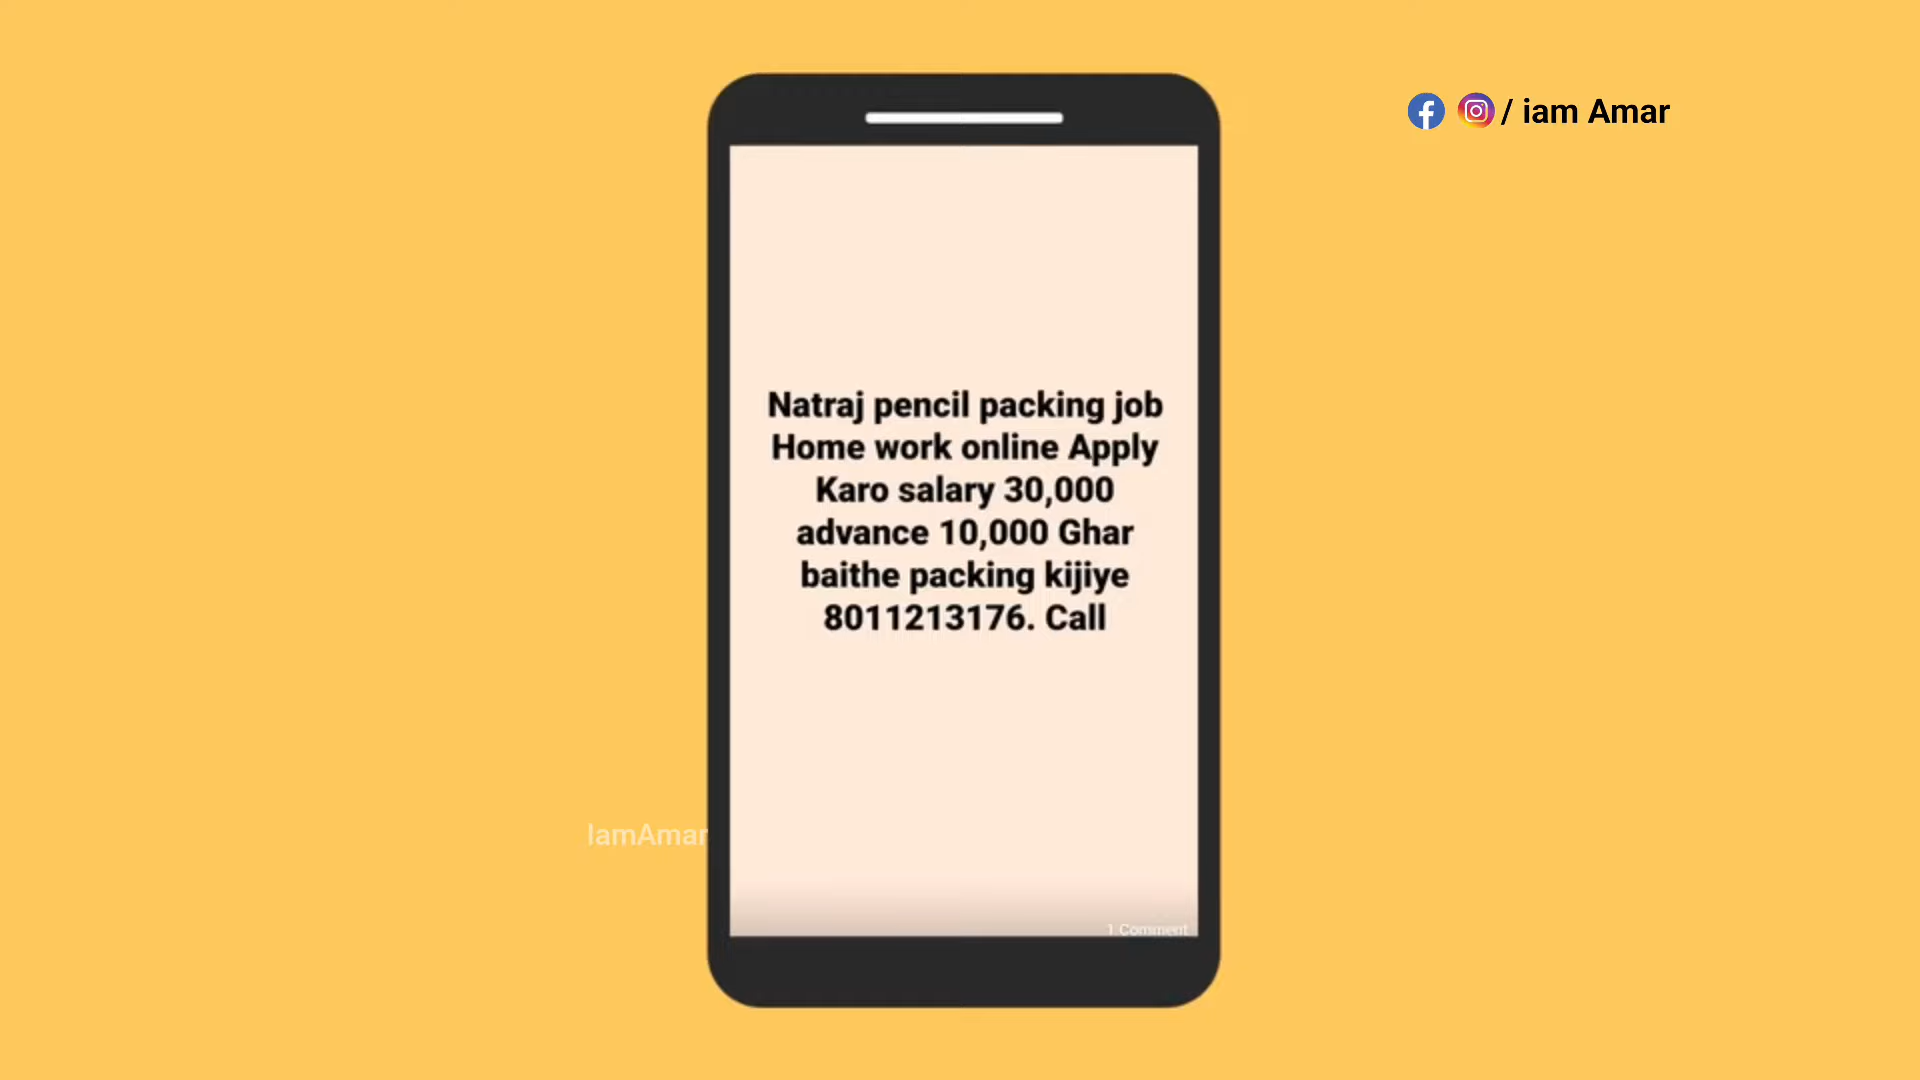 / iam Amar
Natraj pencil packing job
Home work online Apply
Karo salary 30,000
advance 10,000 Ghar
baithe packing kijiye
8011213176. Call
IamAmar
1 Comment